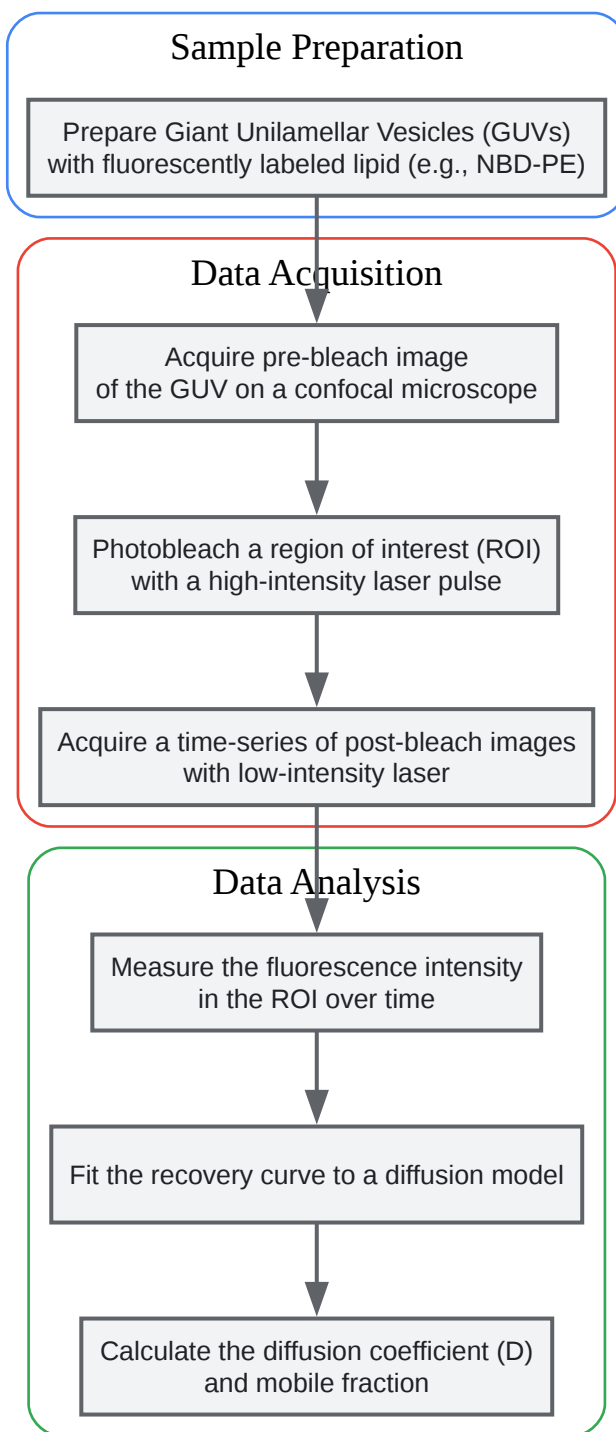 Sample Preparation
Prepare Giant Unilamellar Vesicles (GUVs)
with fluorescently labeled lipid (e.g., NBD-PE)
Data Acquisition
Acquire pre-bleach image
of the GUV on a confocal microscope
Photobleach a region of interest (ROI)
with a high-intensity laser pulse
Acquire a time-series of post-bleach images
with low-intensity laser
Data Analysis
Measure the fluorescence intensity
in the ROI over time
Fit the recovery curve to a diffusion model
Calculate the diffusion coefficient (D)
and mobile fraction